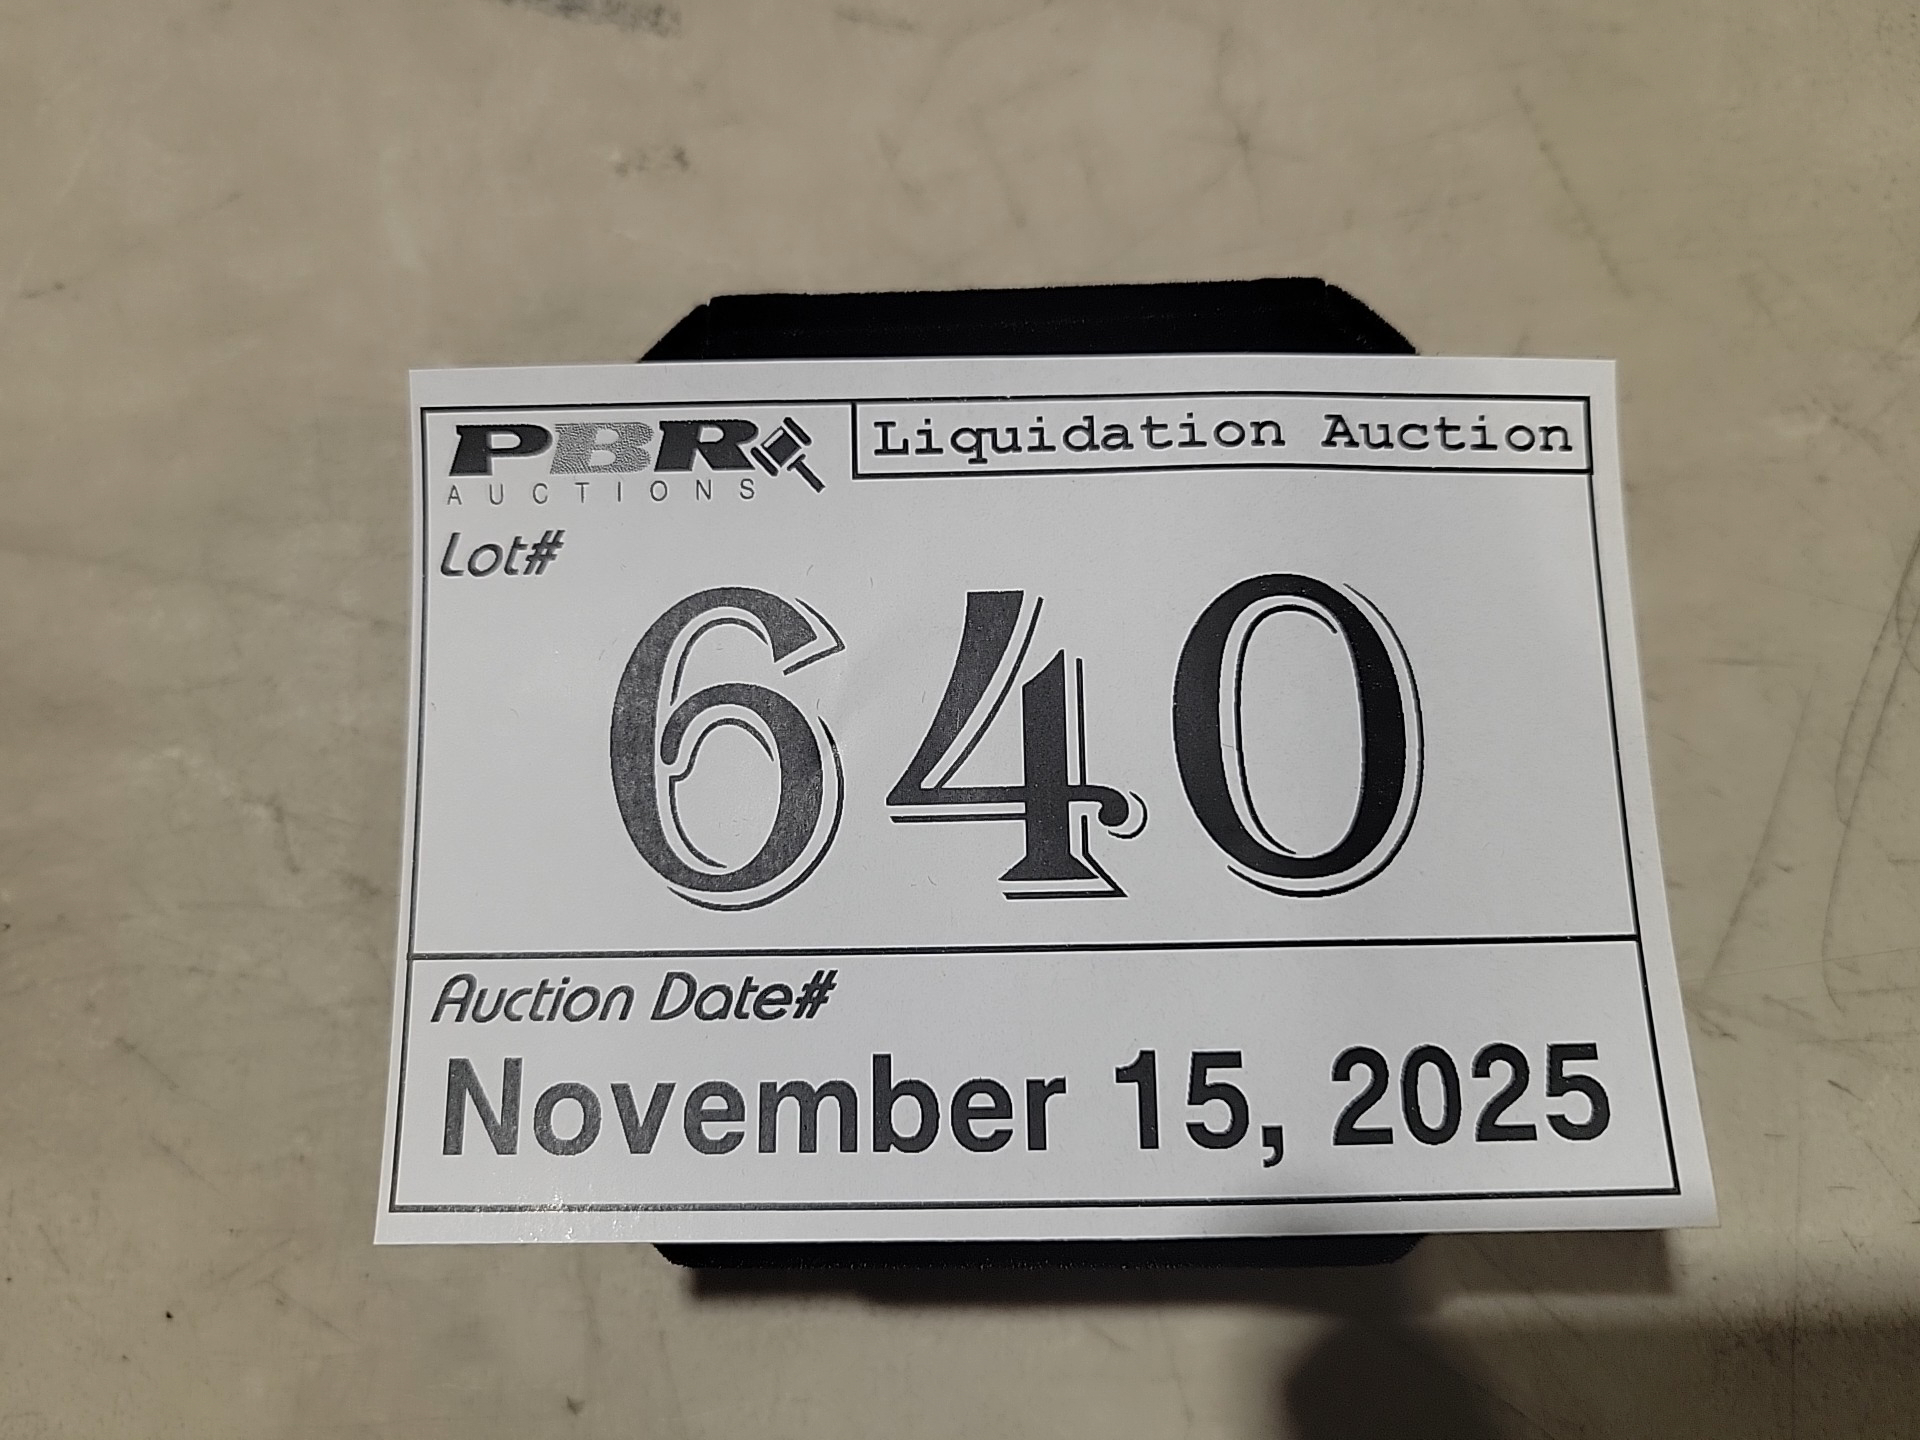 PBR
AUCTIONS
Liquidation Auction
Lot#
640
Auction Date#
November 15, 2025